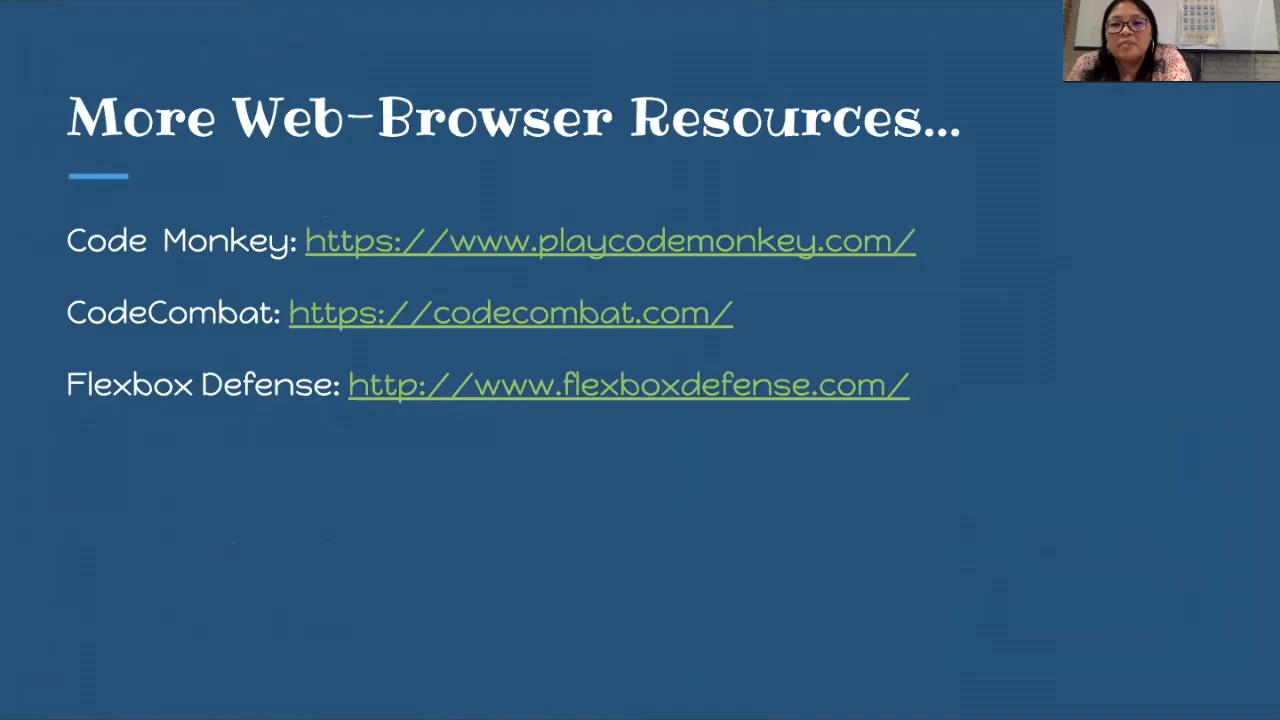 More Web-Browser Resources...
Code Monkey: https://www.playcodemonkey.com/
CodeCombat: https://codecombat.com/
Flexbox Defense: http://www.flexboxdefense.com/